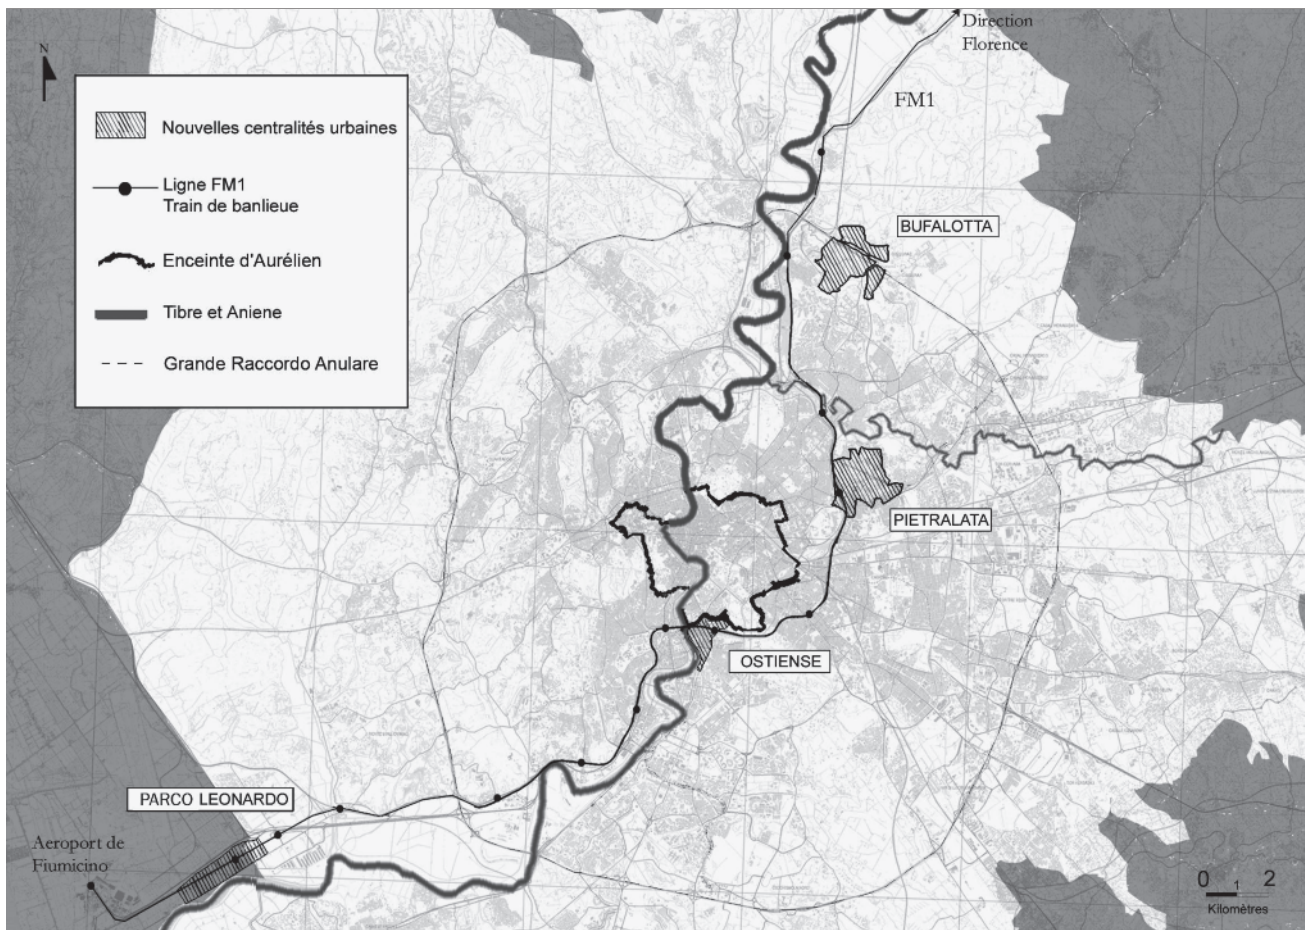 Direction
Florence
N
FM1
Nouvelles centralités urbaines
Ligne FM1
Train de banlieue
Enceinte d'Aurélien
Tibre et Aniene
Grande Raccordo Anulare
BUFALOTTA
PIETRALATA
OSTIENSE
PARCO LEONARDO
Aeroport de
Fiumicino
0 1 2
Kilomètres